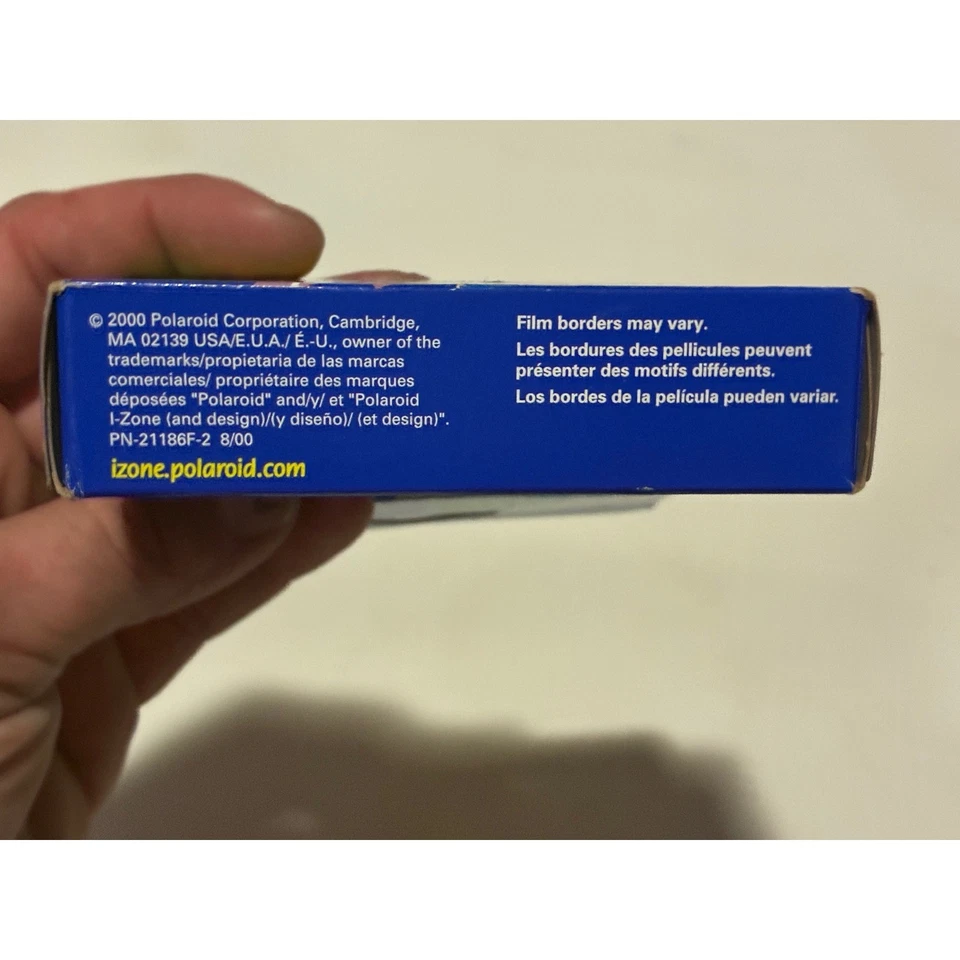 © 2000 Polaroid Corporation, Cambridge,
MA 02139 USA/E.U.A./ É.-U., owner of the
trademarks/propietaria de las marcas
comerciales/ propriétaire des marques
déposées "Polaroid" and/y/ et "Polaroid
I-Zone (and design)/(y diseño)/ (et design)".
PN-21186F-2 8/00
izone.polaroid.com
Film borders may vary.
Les bordures des pellicules peuvent
présenter des motifs différents.
Los bordes de la película pueden variar.